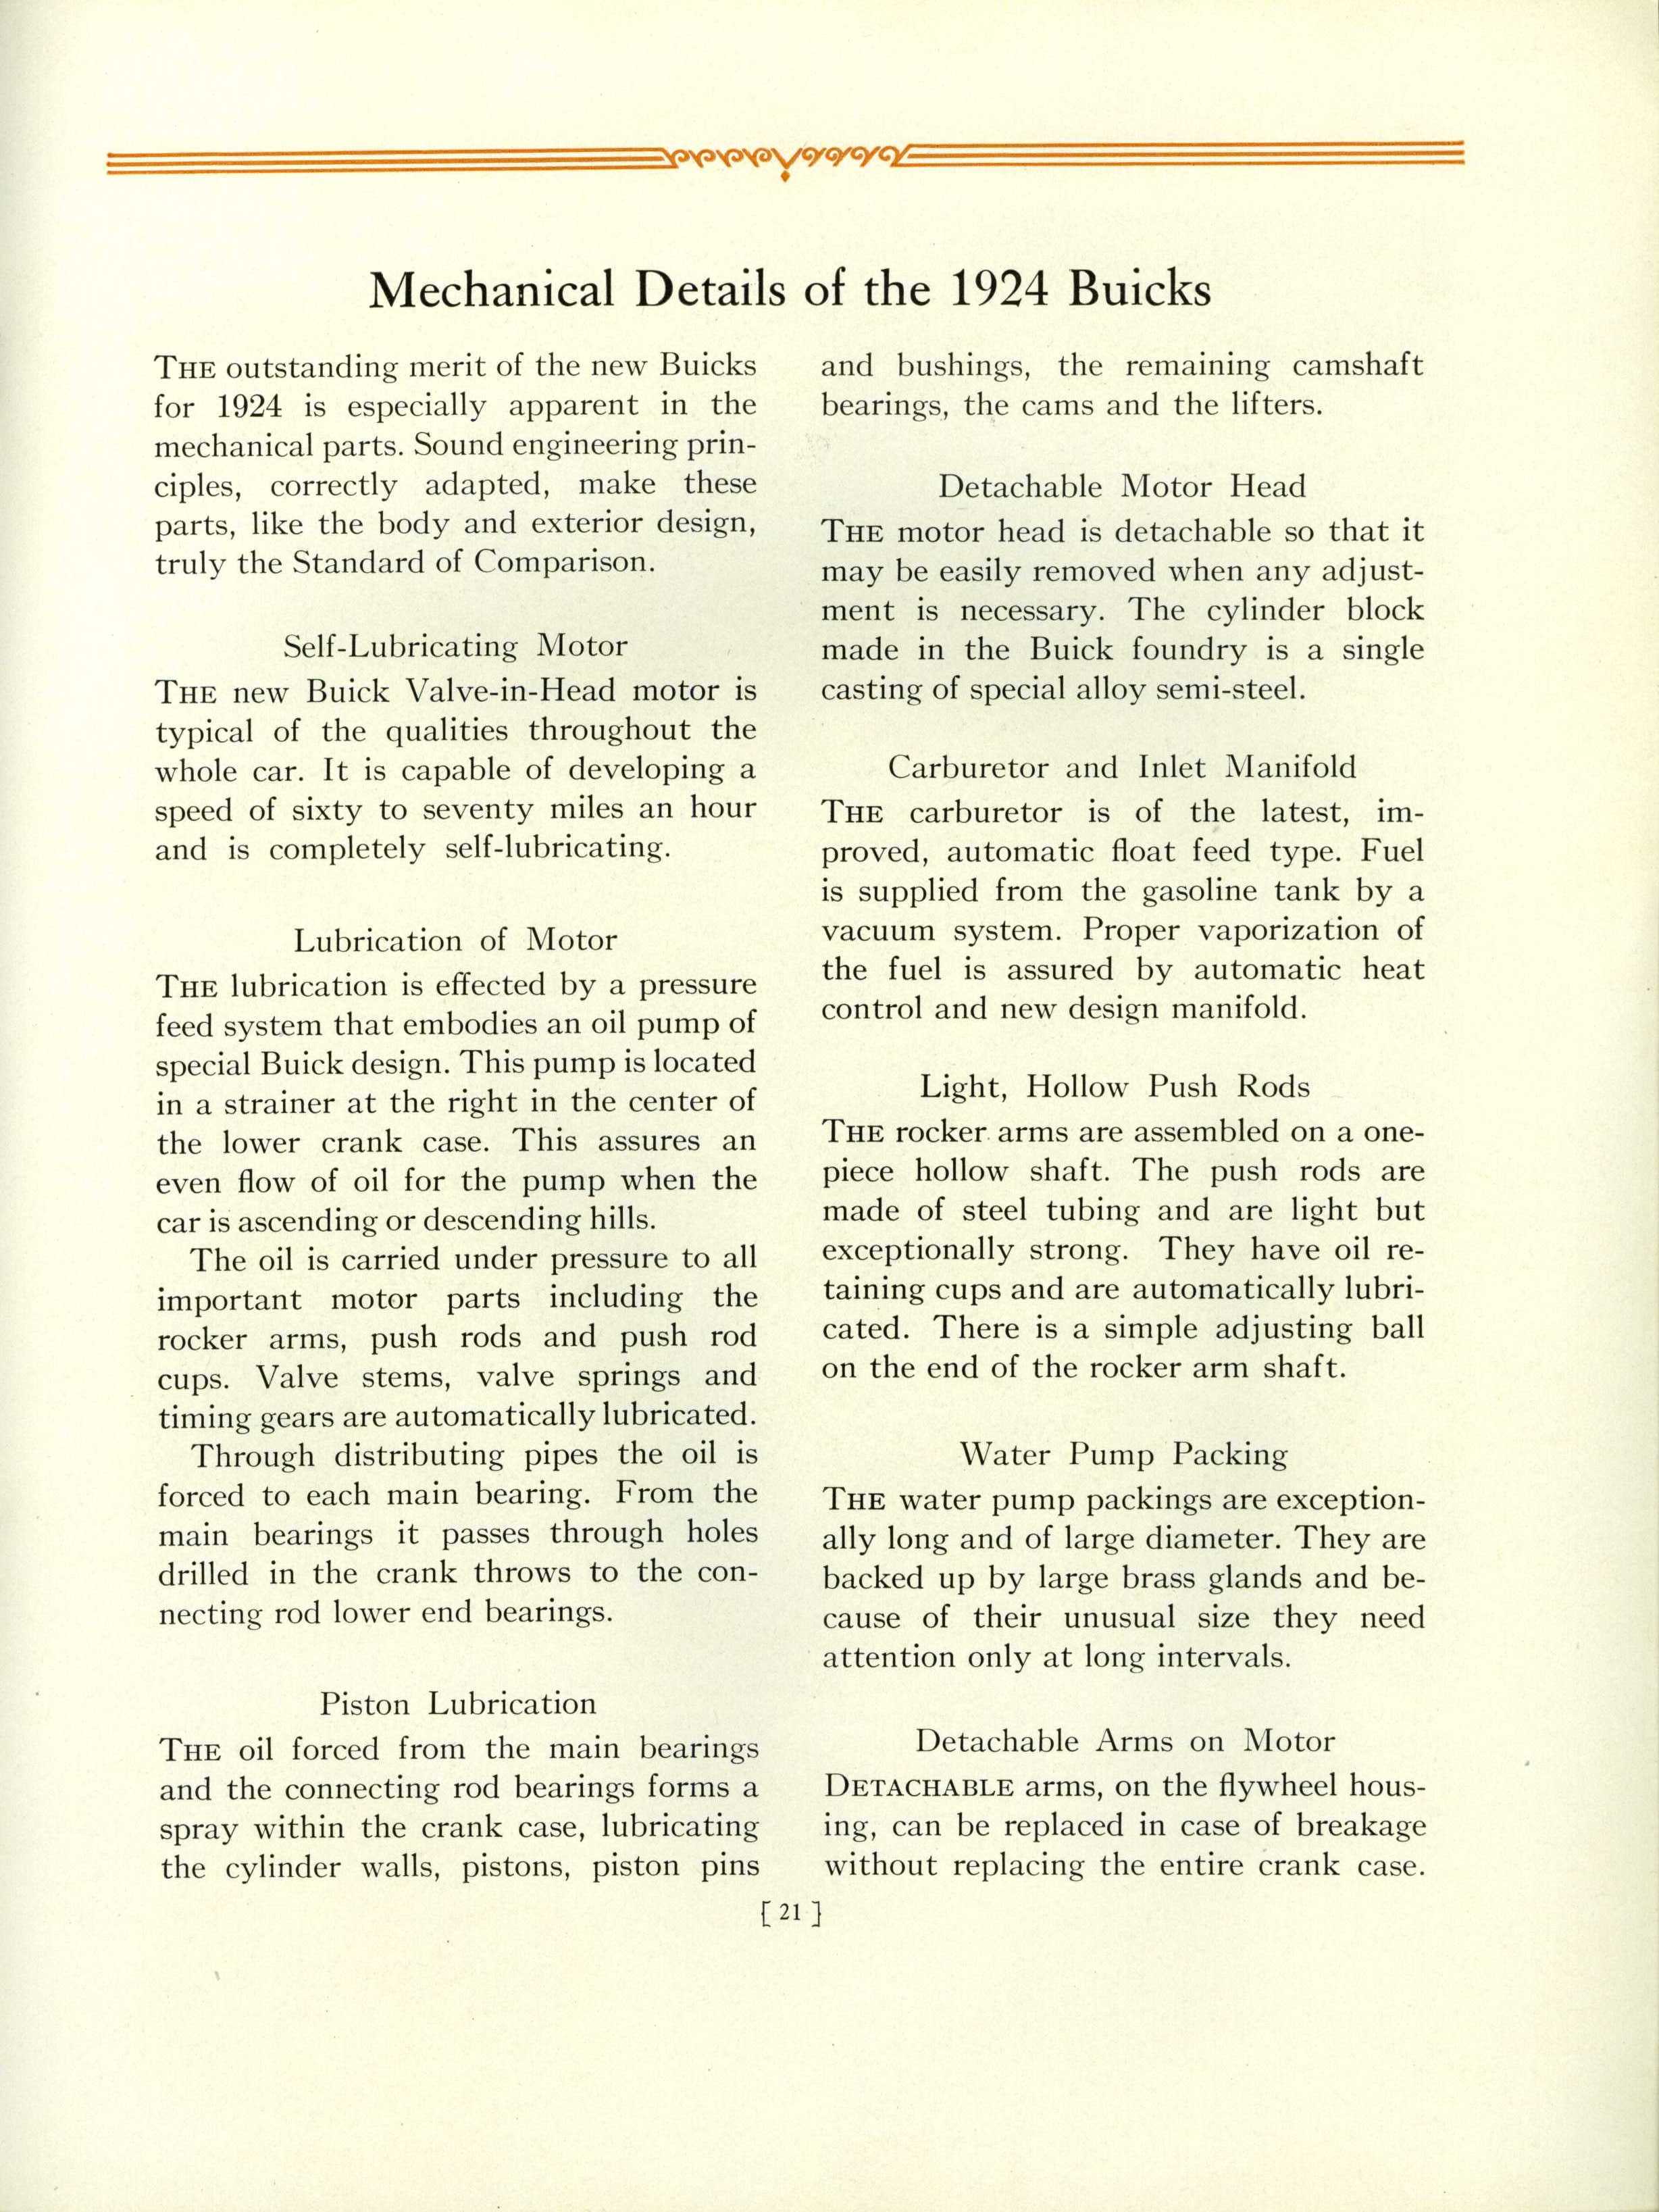 Mechanical Details of the 1924 Buicks
THE outstanding merit of the new Buicks
for 1924 is especially apparent in the
mechanical parts. Sound engineering prin-
ciples, correctly adapted, make these
parts, like the body and exterior design,
truly the Standard of Comparison.
Self-Lubricating Motor
THE new Buick Valve-in-Head motor is
typical of the qualities throughout the
whole car. It is capable of developing a
speed of sixty to seventy miles an hour
and is completely self-lubricating.
Lubrication of Motor
THE lubrication is effected by a pressure
feed system that embodies an oil pump of
special Buick design. This pump is located
in a strainer at the right in the center of
the lower crank case. This assures an
even flow of oil for the pump when the
car is ascending or descending hills.
The oil is carried under pressure to all
important motor parts including the
rocker arms, push rods and push rod
cups. Valve stems, valve springs and
timing gears are automatically lubricated.
Through distributing pipes the oil is
forced to each main bearing. From the
main bearings it passes through holes
drilled in the crank throws to the con-
necting rod lower end bearings.
Piston Lubrication
THE oil forced from the main bearings
and the connecting rod bearings forms a
spray within the crank case, lubricating
the cylinder walls, pistons, piston pins
and bushings, the remaining camshaft
bearings, the cams and the lifters.
Detachable Motor Head
THE motor head is detachable so that it
may be easily removed when any adjust-
ment is necessary. The cylinder block
made in the Buick foundry is a single
casting of special alloy semi-steel.
Carburetor and Inlet Manifold
THE carburetor is of the latest, im-
proved, automatic float feed type. Fuel
is supplied from the gasoline tank by a
vacuum system. Proper vaporization of
the fuel is assured by automatic heat
control and new design manifold.
Light, Hollow Push Rods
THE rocker arms are assembled on a one-
piece hollow shaft. The push rods are
made of steel tubing and are light but
exceptionally strong. They have oil re-
taining cups and are automatically lubri-
cated. There is a simple adjusting ball
on the end of the rocker arm shaft.
Water Pump Packing
THE water pump packings are exception-
ally long and of large diameter. They are
backed up by large brass glands and be-
cause of their unusual size they need
attention only at long intervals.
Detachable Arms on Motor
DETACHABLE arms, on the flywheel hous-
ing, can be replaced in case of breakage
without replacing the entire crank case.
[ 21 ]